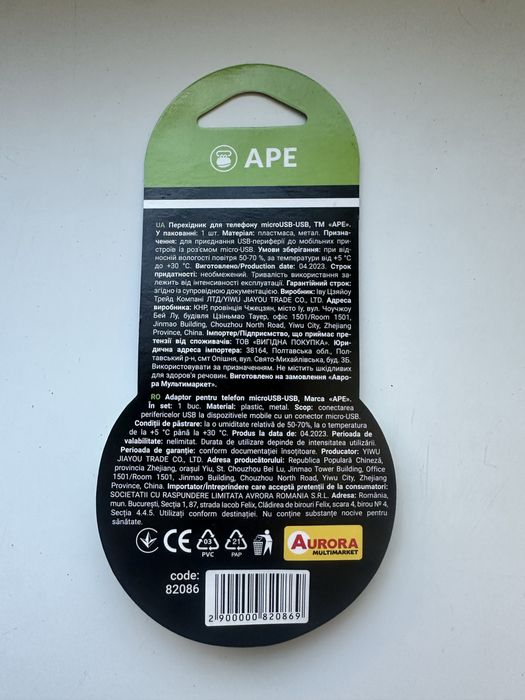 APE
UA Перехідник для телефону microUSB-USB, ТМ «APE».
У пакованні: 1 шт. Матеріал: пластмаса, метал. Призна-
чення: для приєднання USB-периферії до мобільних при-
строїв із роз'ємом micro-USB. Умови зберігання: при від-
носній вологості повітря 50-70 %, за температури від +5 °C
до +30 °C. Виготовлено/Production date: 04.2023. Строк
придатності: необмежений. Тривалість використання за-
лежить від інтенсивності експлуатації. Гарантійний строк:
згідно із супровідною документацією. Виробник: Іву Цзяйоу
Трейд Компані ЛТД/YIWU JIAYOU TRADE CO., LTD. Адреса
виробника: КНР, провінція Чжецзян, місто Іу, вул. Чоучжоу
Бей Лу, будівля Цзіньмао Тауер, офіс 1501/Room 1501,
Jinmao Building, Chouzhou North Road, Yiwu City, Zhejiang
Province, China. Імпортер/Підприємство, що приймає пре-
тензії від споживачів: ТОВ «ВИГІДНА ПОКУПКА». Юри-
дична адреса імпортера: 38164, Полтавська обл., Пол-
тавський р-н, смт Опішня, вул. Свято-Михайлівська, буд. 3Б.
Використовувати за призначенням. Не містить шкідливих
для здоров'я речовин. Виготовлено на замовлення «Авро-
ра Мультимаркет».
RO Adaptor pentru telefon microUSB-USB, Marca «APE».
În set: 1 buc. Material: plastic, metal. Scop: conectarea
perifericelor USB la dispozitivele mobile cu un conector micro-USB.
Condiții de păstrare: la o umiditate relativă de 50-70%, la o temperatura
de la +5 °C până la +30 °C. Produs la data de: 04.2023. Perioada de
valabilitate: nelimitat. Durata de utilizare depinde de intensitatea utilizării.
Perioada de garanție: conform documentației însoțitoare. Producator: YIWU
JIAYOU TRADE CO., LTD. Adresa producătorului: Republica Populară Chineză,
provincia Zhejiang, orașul Yiu, St. Chouzhou Bei Lu, Jinmao Tower Building, Office
1501/Room 1501, Jinmao Building, Chouzhou North Road, Yiwu City, Zhejiang
Province, China. Importator/întreprindere care acceptă pretenții de la consumatori:
SOCIETATII CU RASPUNDERE LIMITATA AVRORA ROMANIA S.R.L. Adresa: România,
mun. București, Secția 1, 87, strada Iacob Felix, Clădirea de birouri Felix, scara 4, birou № 4,
Secția 4.4.5. Utilizați conform destinației. Nu conține substanțe nocive pentru
sănătate.
CE 03 PVC 21 PAP AURORA MULTIMARKET
code:
82086
2 900000 820869